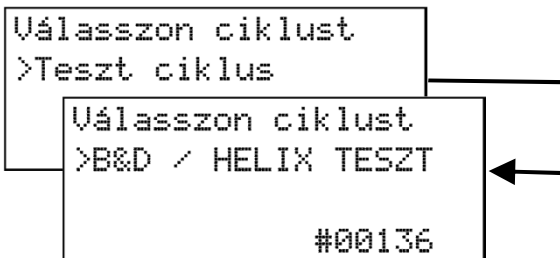 Válasszon ciklust
>Teszt ciklus
Válasszon ciklust
>B&D / HELIX TESZT
#00136